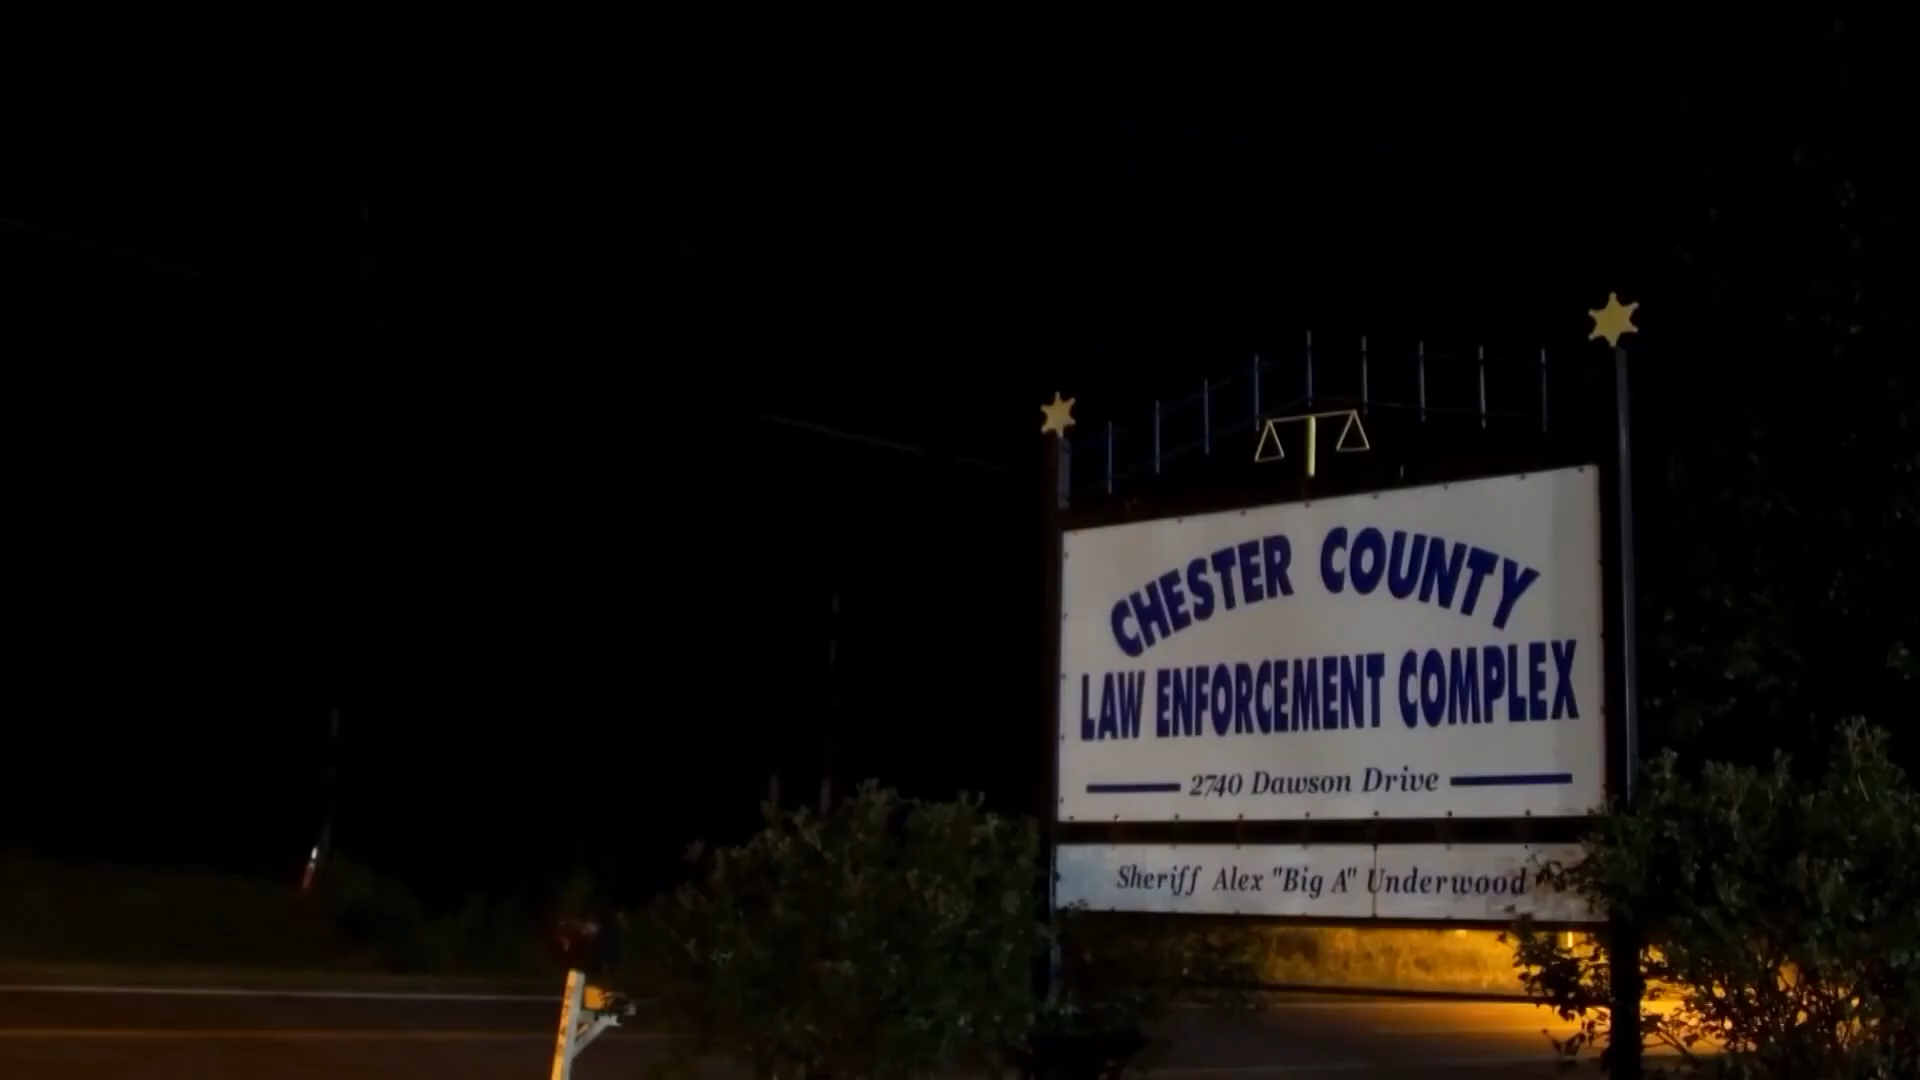 CHESTER COUNTY
LAW ENFORCEMENT COMPLEX
2740 Dawson Drive
Sheriff Alex "Big A" Underwood